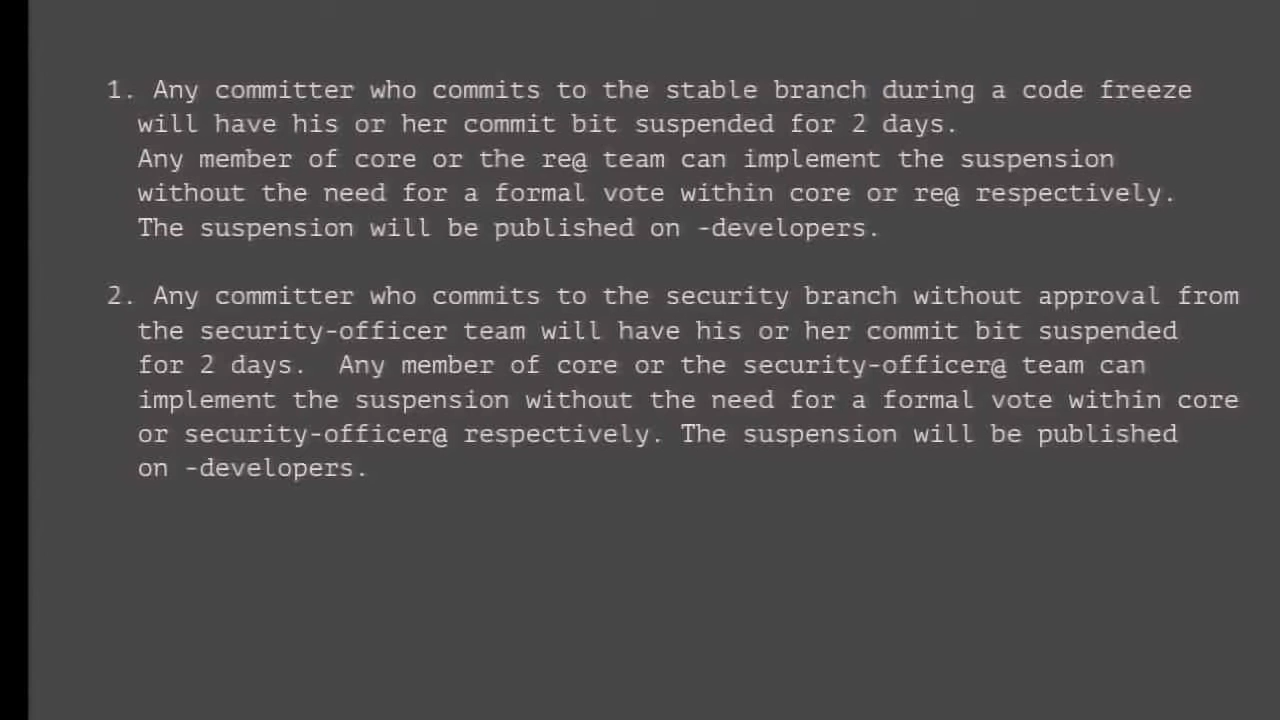 1. Any committer who commits to the stable branch during a code freeze
will have his or her commit bit suspended for 2 days.
Any member of core or the re@ team can implement the suspension
without the need for a formal vote within core or re@ respectively.
The suspension will be published on -developers.
2. Any committer who commits to the security branch without approval from
the security-officer team will have his or her commit bit suspended
for 2 days.  Any member of core or the security-officer@ team can
implement the suspension without the need for a formal vote within core
or security-officer@ respectively. The suspension will be published
on -developers.